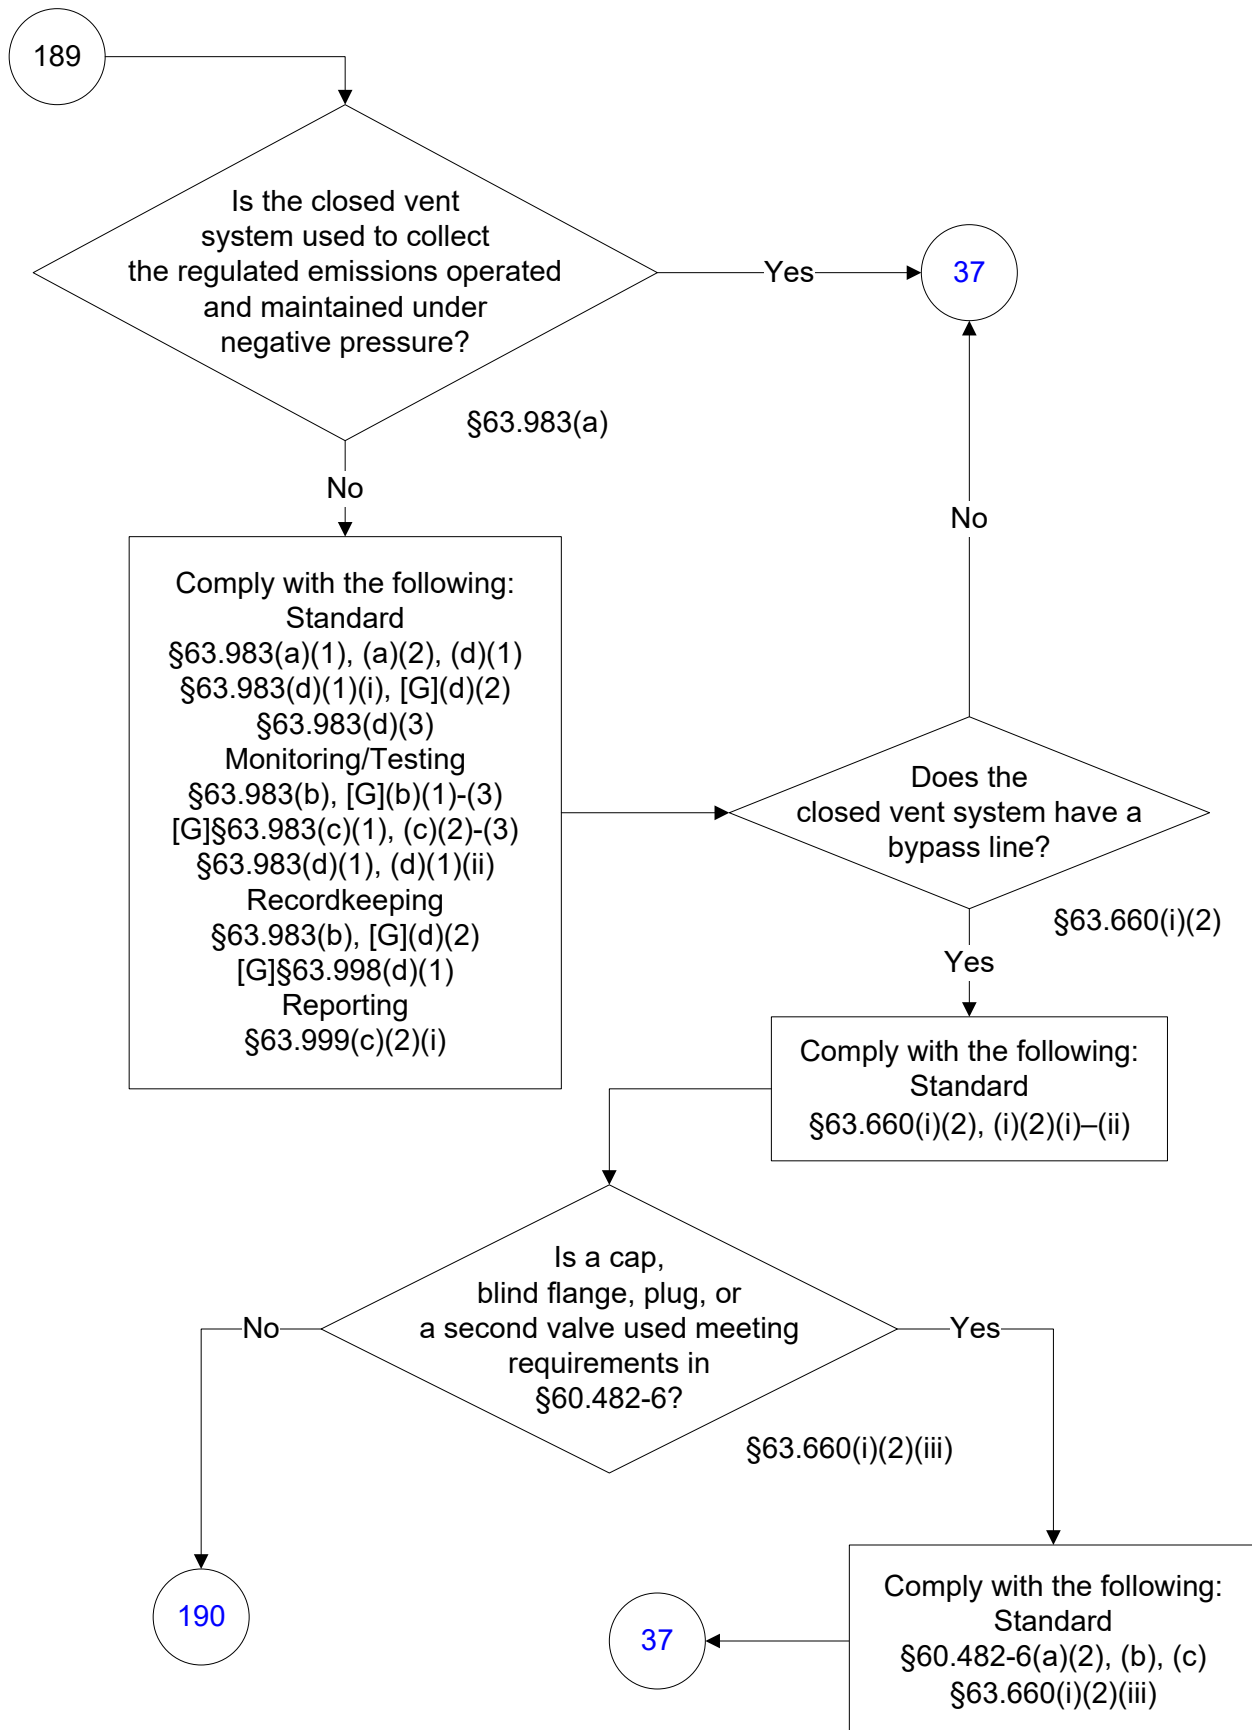 189
Is the closed vent
system used to collect
the regulated emissions operated
and maintained under
negative pressure?
Yes
37
§63.983(a)
No
No
Comply with the following:
Standard
§63.983(a)(1), (a)(2), (d)(1)
§63.983(d)(1)(i), [G](d)(2)
§63.983(d)(3)
Monitoring/Testing
§63.983(b), [G](b)(1)-(3)
[G]§63.983(c)(1), (c)(2)-(3)
§63.983(d)(1), (d)(1)(ii)
Recordkeeping
§63.983(b), [G](d)(2)
[G]§63.998(d)(1)
Reporting
§63.999(c)(2)(i)
Does the
closed vent system have a
bypass line?
§63.660(i)(2)
Yes
Comply with the following:
Standard
§63.660(i)(2), (i)(2)(i)–(ii)
Is a cap,
blind flange, plug, or
a second valve used meeting
requirements in
§60.482-6?
No
Yes
§63.660(i)(2)(iii)
190
37
Comply with the following:
Standard
§60.482-6(a)(2), (b), (c)
§63.660(i)(2)(iii)